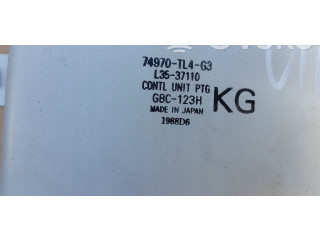 74970-TL4-G3
L35-37110
CONTL UNIT PTG
GBC-123H
KG
MADE IN JAPAN
1988D6